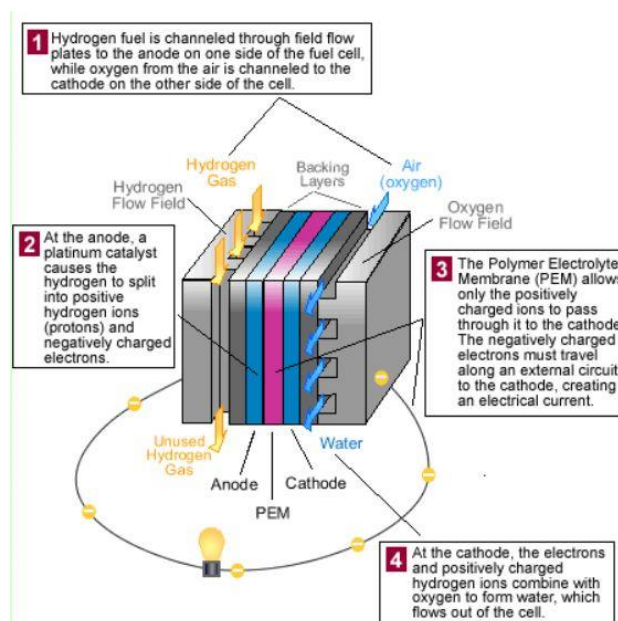 1 Hydrogen fuel is channeled through field flow
plates to the anode on one side of the fuel cell,
while oxygen from the air is channeled to the
cathode on the other side of the cell.
Hydrogen
Gas
Backing
Layers
Air
(oxygen)
Hydrogen
Flow Field
Oxygen
Flow Field
2 At the anode, a
platinum catalyst
causes the
hydrogen to split
into positive
hydrogen ions
(protons) and
negatively charged
electrons.
3 The Polymer Electrolyte
Membrane (PEM) allows
only the positively
charged ions to pass
through it to the cathode
The negatively charged
electrons must travel
along an external circuit
to the cathode, creating
an electrical current.
Unused
Hydrogen
Gas
Water
Anode
Cathode
PEM
4 At the cathode, the electrons
and positively charged
hydrogen ions combine with
oxygen to form water, which
flows out of the cell.